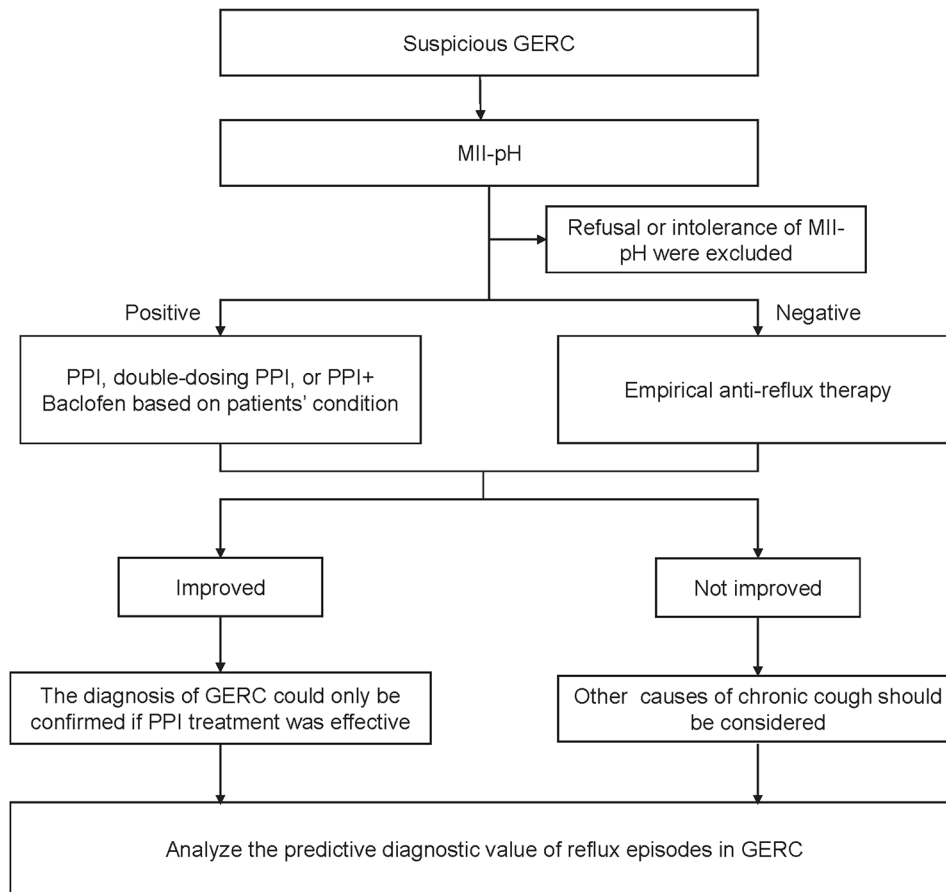 Suspicious GERC
MII-pH
Refusal or intolerance of MII-
pH were excluded
Positive
Negative
PPI, double-dosing PPI, or PPI+
Baclofen based on patients’ condition
Empirical anti-reflux therapy
Improved
Not improved
The diagnosis of GERC could only be
confirmed if PPI treatment was effective
Other causes of chronic cough should
be considered
Analyze the predictive diagnostic value of reflux episodes in GERC